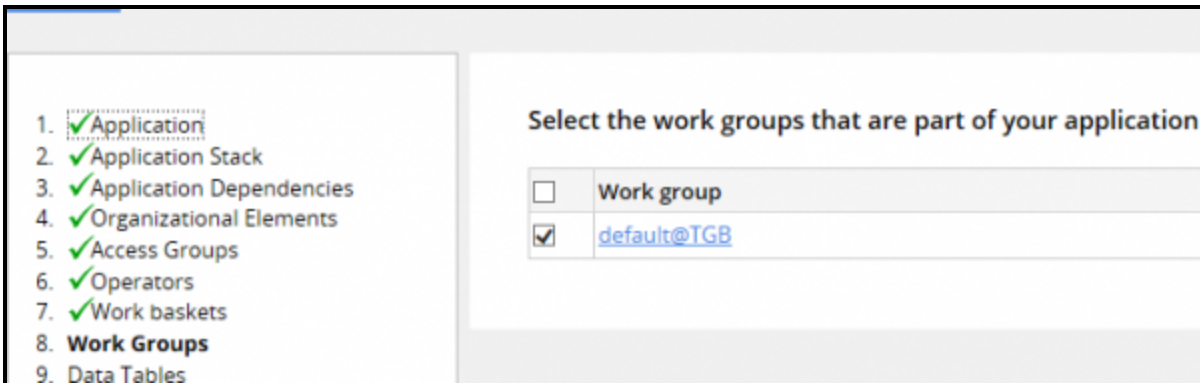 1. Application
2. Application Stack
3. Application Dependencies
4. Organizational Elements
5. Access Groups
6. Operators
7. Work baskets
8. Work Groups
9. Data Tables
Select the work groups that are part of your application
Work group
default@TGB